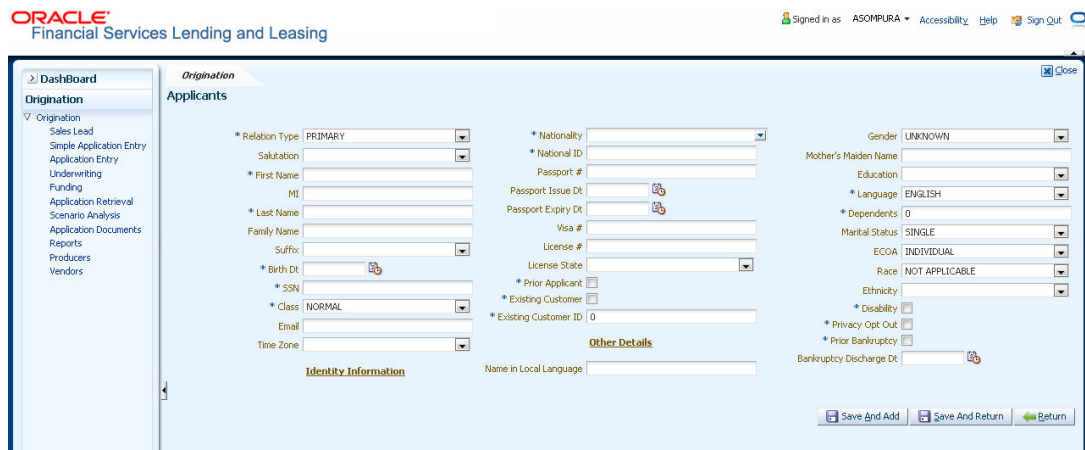 ORACLE
Financial Services Lending and Leasing
Signed in as ASOMPURA Accessibility Help Sign Out
DashBoard
Origination
Origination
Sales Lead
Simple Application Entry
Application Entry
Underwriting
Funding
Application Retrieval
Scenario Analysis
Application Documents
Reports
Producers
Vendors
Origination
Close
Applicants
* Relation Type PRIMARY
Salutation
* First Name
MI
* Last Name
Family Name
Suffix
* Birth Dt
* SSN
* Class NORMAL
Email
Time Zone
Identity Information
* Nationality
* National ID
Passport #
Passport Issue Dt
Passport Expiry Dt
Visa #
License #
License State
* Prior Applicant
* Existing Customer
* Existing Customer ID 0
Other Details
Name in Local Language
Gender UNKNOWN
Mother's Maiden Name
Education
* Language ENGLISH
* Dependents 0
Marital Status SINGLE
ECOA INDIVIDUAL
Race NOT APPLICABLE
Ethnicity
* Disability
* Privacy Opt Out
* Prior Bankruptcy
Bankruptcy Discharge Dt
Save And Add Save And Return Return